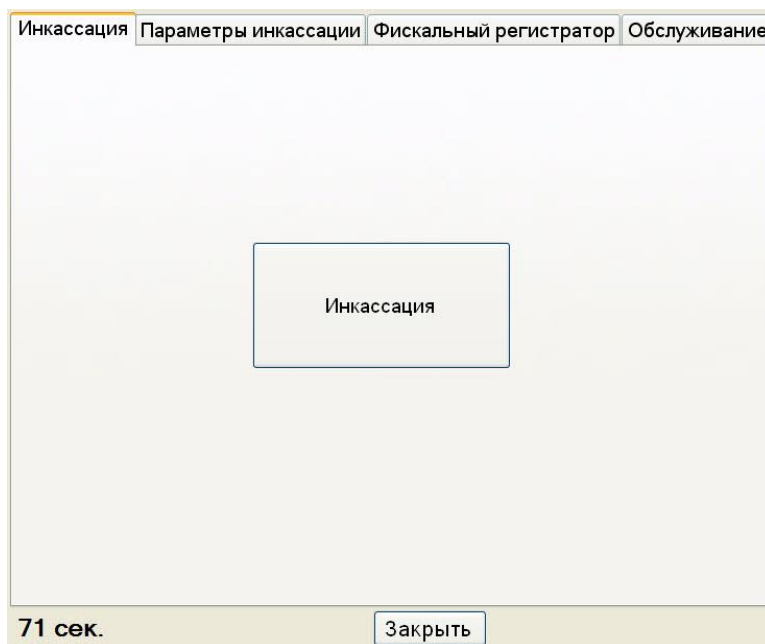 Инкассация Параметры инкассации Фискальный регистратор Обслуживание
Инкассация
71 сек. Закрыть